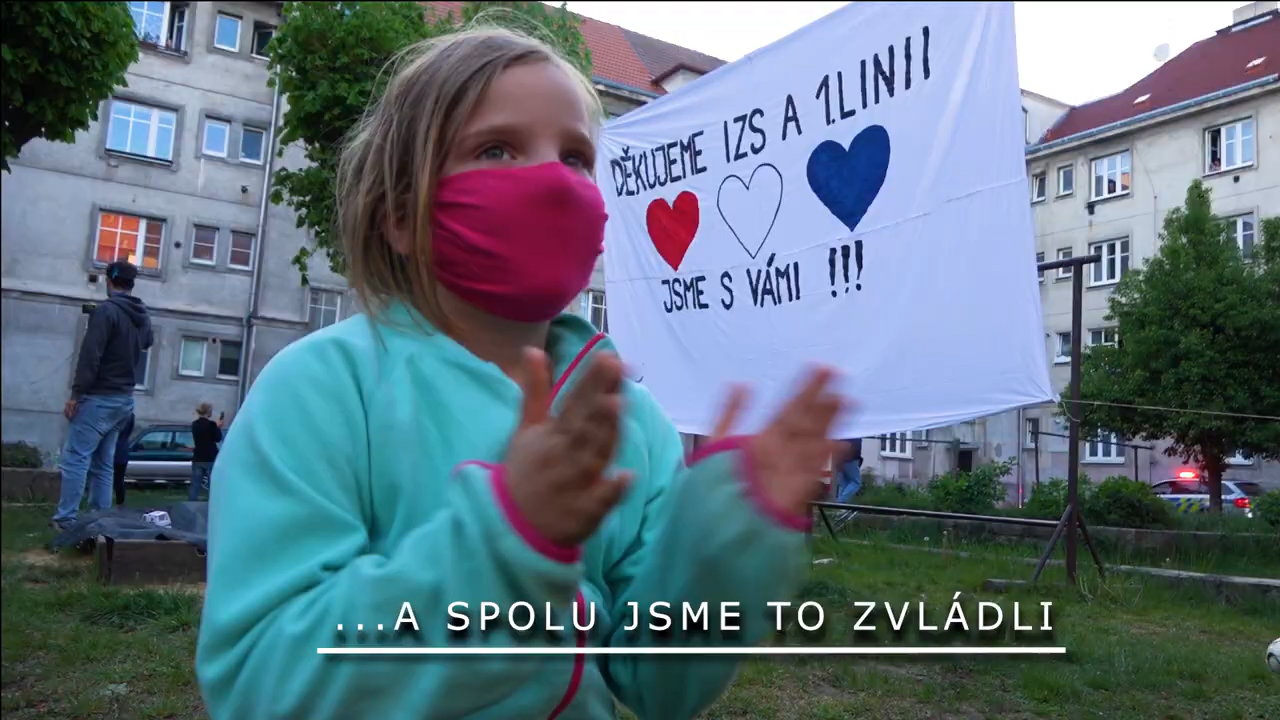 DĚKUJEME IZS A 1.LINII
JSME S VÁMI !!!
...A SPOLU JSME TO ZVLÁDLI